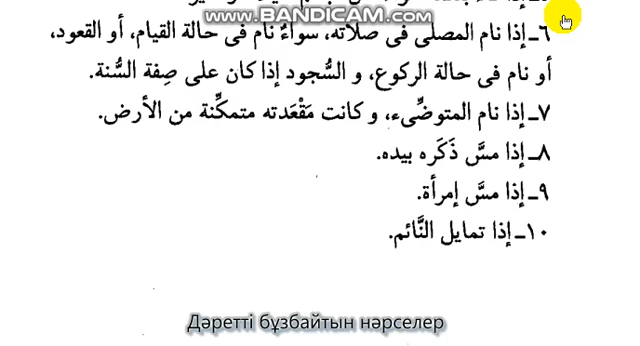 WWW.BANDICAM.COM
٦ـ إذا نام المصلى فى صلاته، سواءٌ نام فى حالة القيام، أو القعود،
أو نام فى حالة الركوع، و السُّجود إذا كان على صِفة السُّنة.
٧ـ إذا نام المتوضِّىء، و كانت مَقْعَدته متمكِّنة من الأرض.
٨ـ إذا مسَّ ذَكَره بيده.
٩ـ إذا مسَّ إمرأة.
١٠ـ إذا تمايل النَّائم.
Дәретті бұзбайтын нәрселер